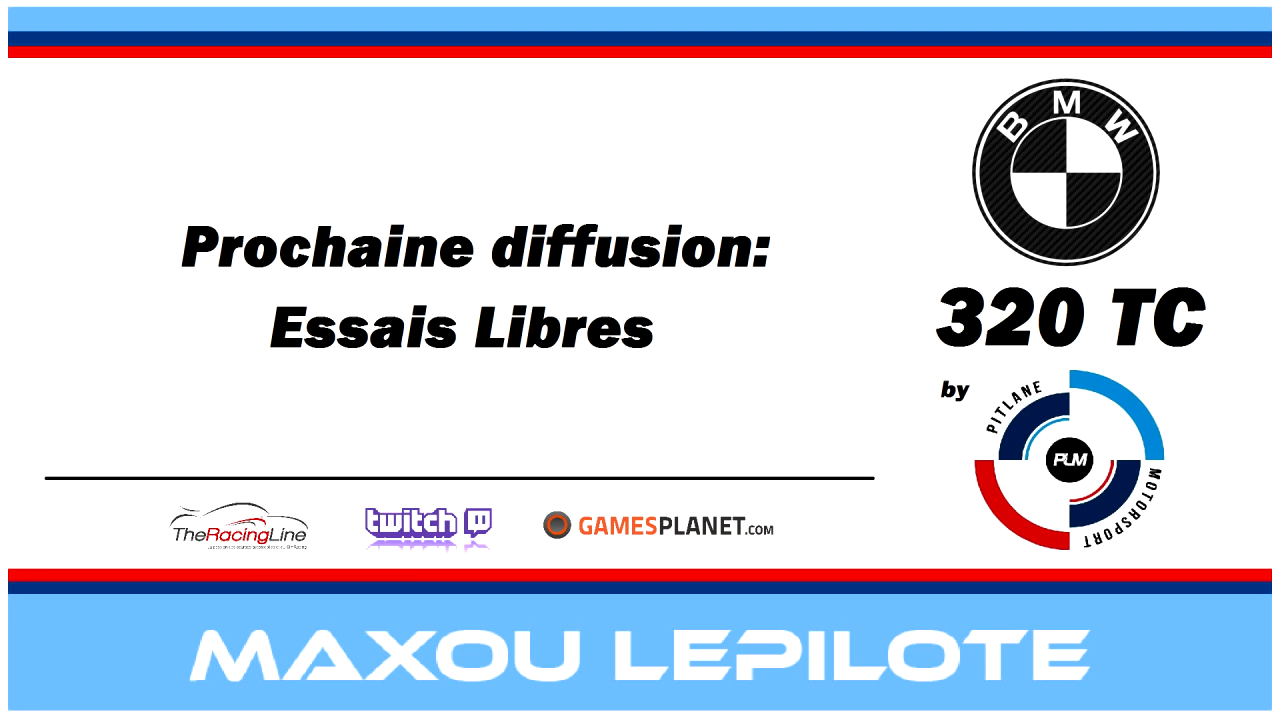 BMW
Prochaine diffusion:
Essais Libres
320 TC
by
PITLANE
PLM
MOTORSPORT
TheRacingLine
twitch
GAMESPLANET.COM
MAXOU LEPILOTE